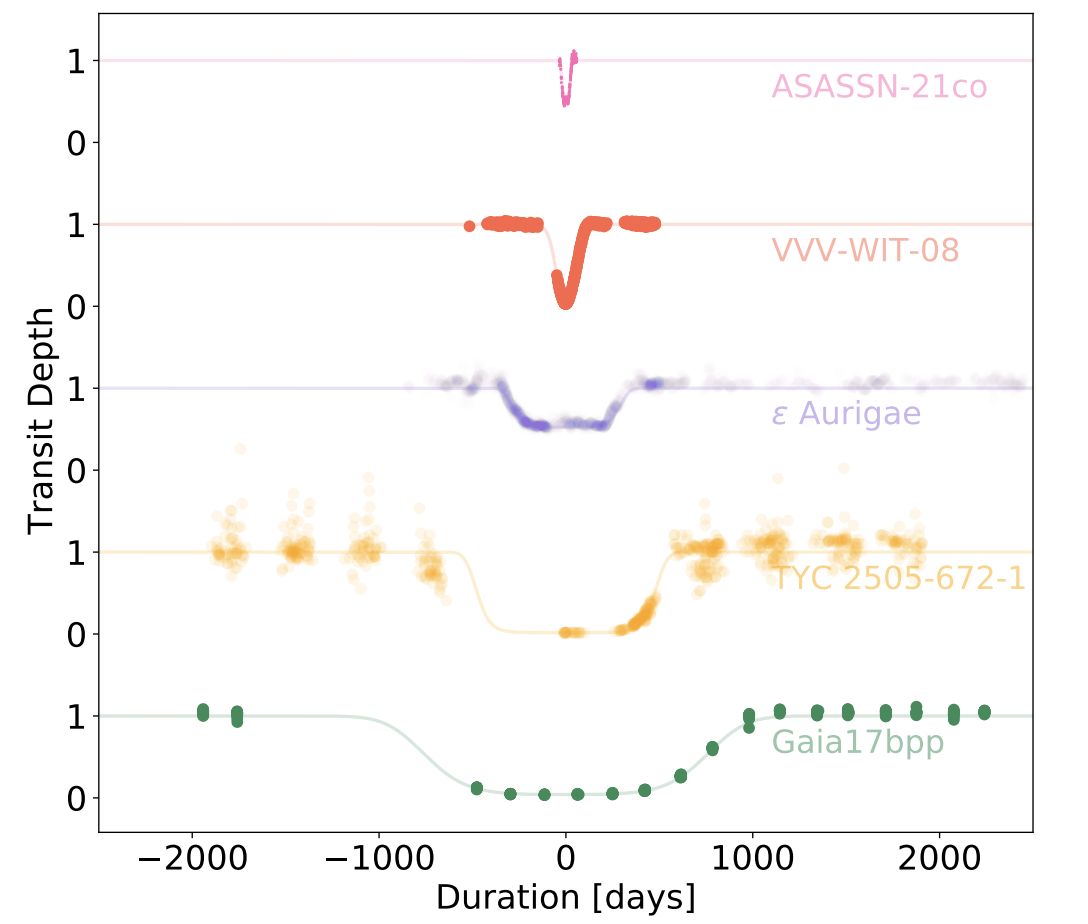 1
ASASSN-21co
0
1
VVV-WIT-08
0
Transit Depth
1
ε Aurigae
0
1
TYC 2505-672-1
0
1
Gaia17bpp
0
−2000 −1000 0 1000 2000
Duration [days]